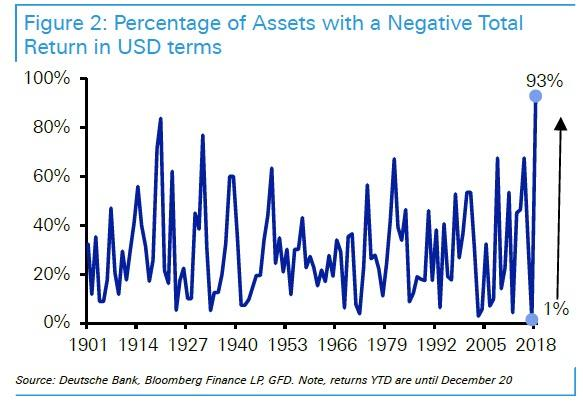 Figure 2: Percentage of Assets with a Negative Total
Return in USD terms
100%
80%
60%
40%
20%
0%
93%
1%
1901 1914 1927 1940 1953 1966 1979 1992 2005 2018
Source: Deutsche Bank, Bloomberg Finance LP, GFD. Note, returns YTD are until December 20